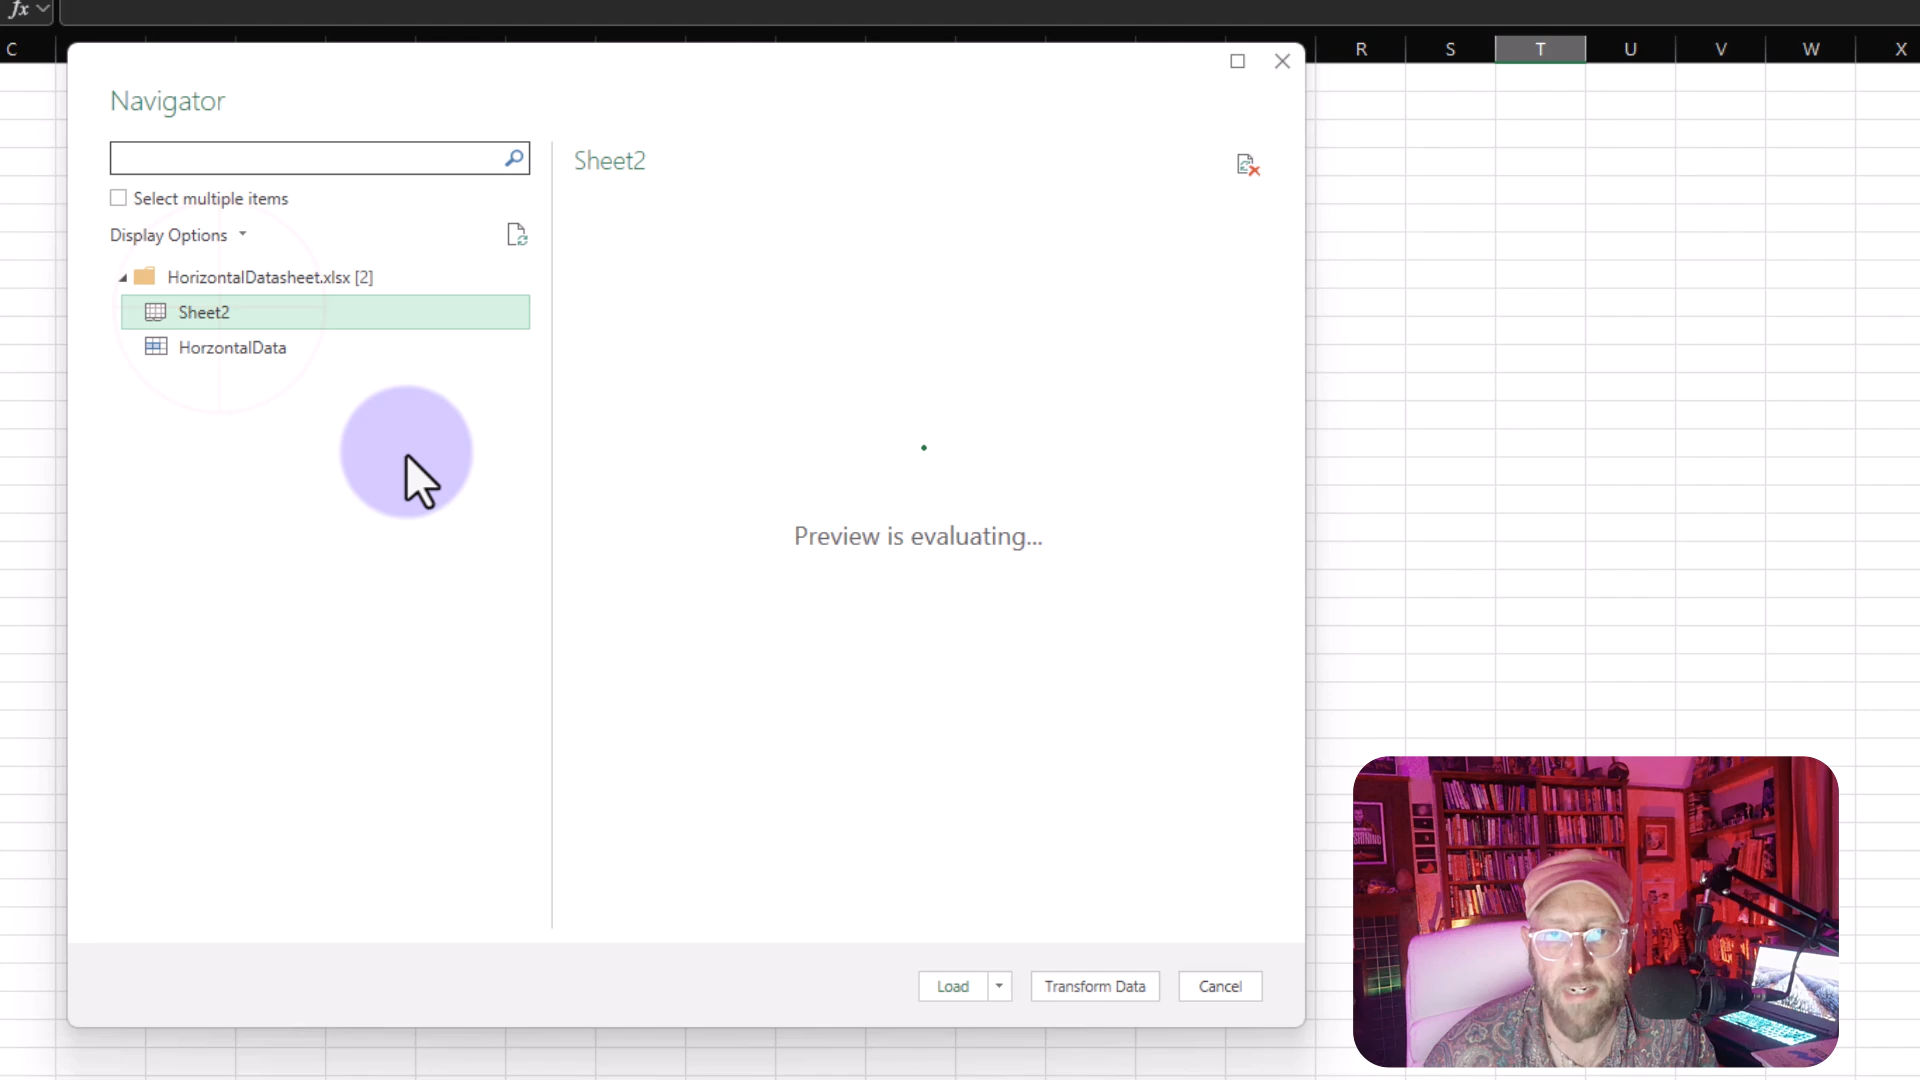 fx
C R S T U V W X
Navigator
Select multiple items
Display Options
HorizontalDatasheet.xlsx [2]
Sheet2
HorzontalData
Sheet2
Preview is evaluating...
Load
Transform Data
Cancel